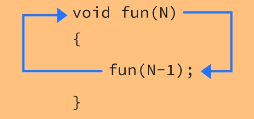 void fun(N)
{
fun(N-1);
}